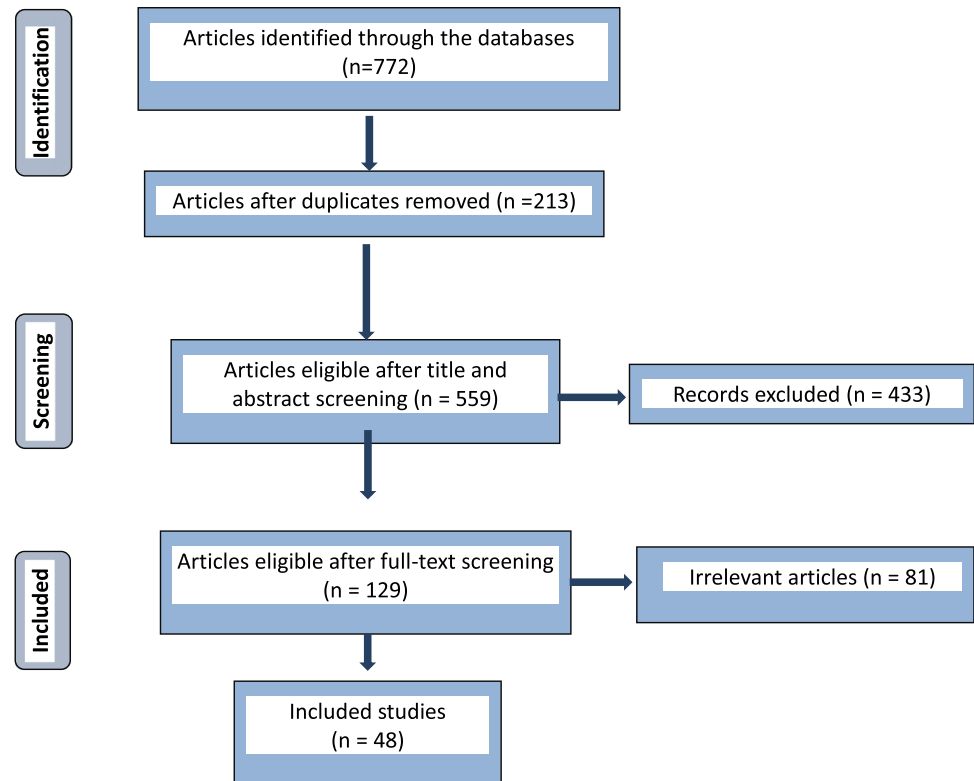 Identification
Articles identified through the databases
(n=772)
Articles after duplicates removed (n =213)
Screening
Articles eligible after title and
abstract screening (n = 559)
Records excluded (n = 433)
Included
Articles eligible after full-text screening
(n = 129)
Irrelevant articles (n = 81)
Included studies
(n = 48)